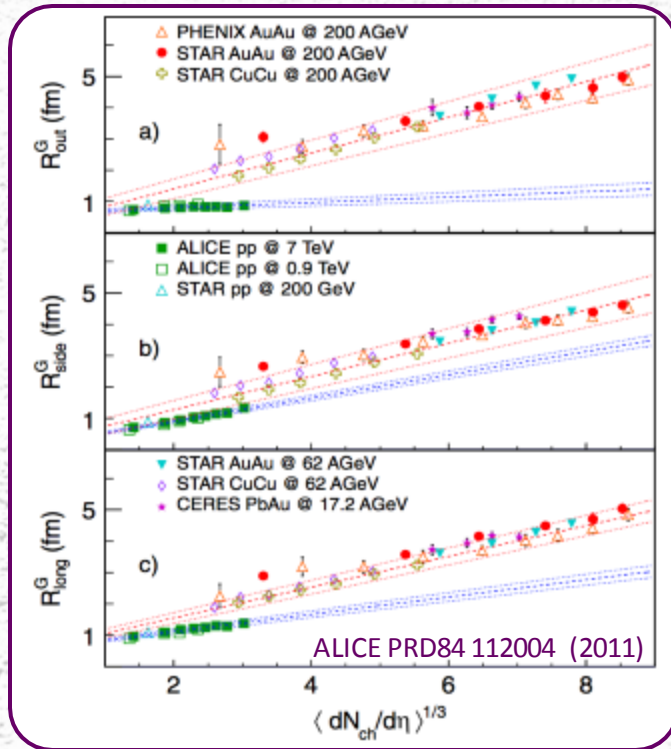 PHENIX AuAu @ 200 AGeV
STAR AuAu @ 200 AGeV
STAR CuCu @ 200 AGeV
R^G_out (fm)
5
1
a)
ALICE pp @ 7 TeV
ALICE pp @ 0.9 TeV
STAR pp @ 200 GeV
R^G_side (fm)
5
1
b)
STAR AuAu @ 62 AGeV
STAR CuCu @ 62 AGeV
CERES PbAu @ 17.2 AGeV
R^G_long (fm)
5
1
c)
ALICE PRD84 112004 (2011)
2 4 6 8
⟨ dN_ch/dη ⟩^1/3